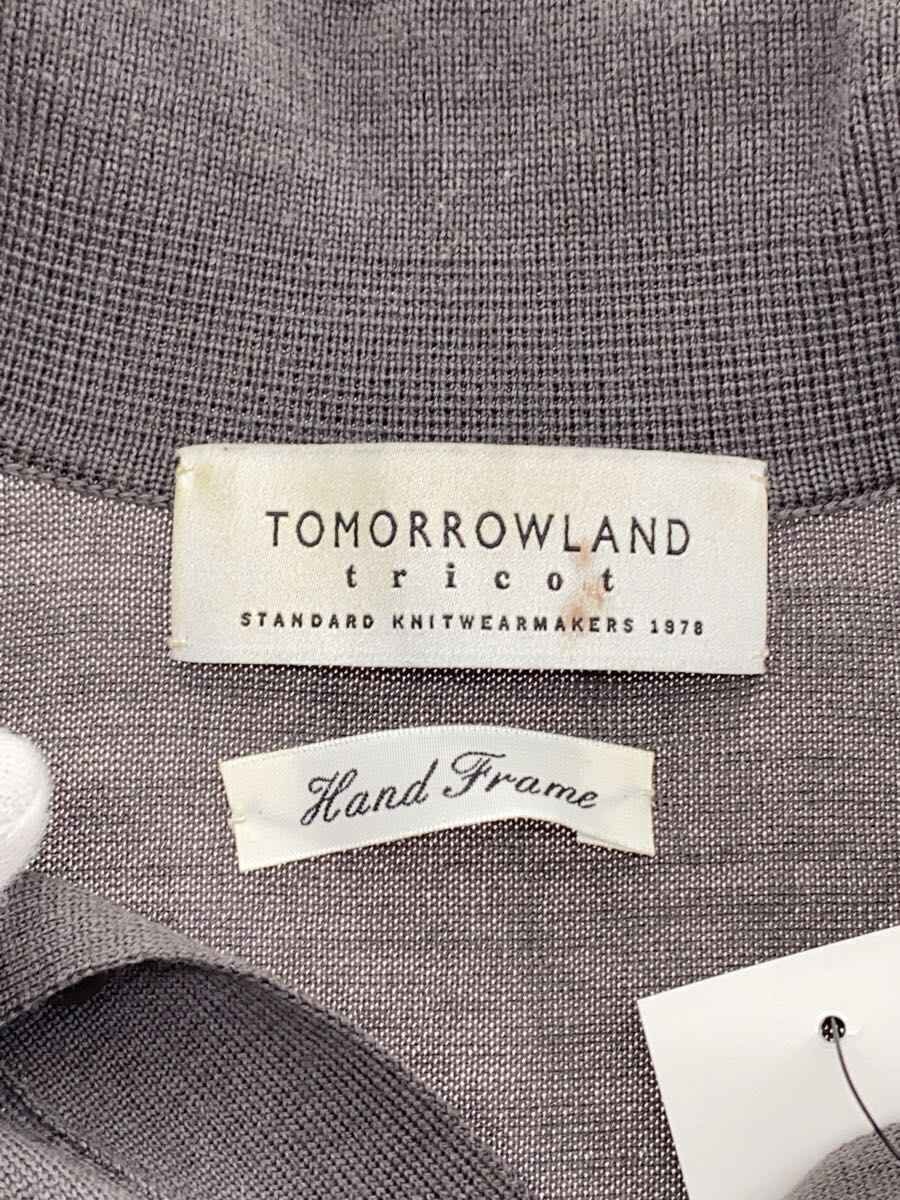 TOMORROWLAND
tricot
STANDARD KNITWEARMAKERS 1978
Hand Frame